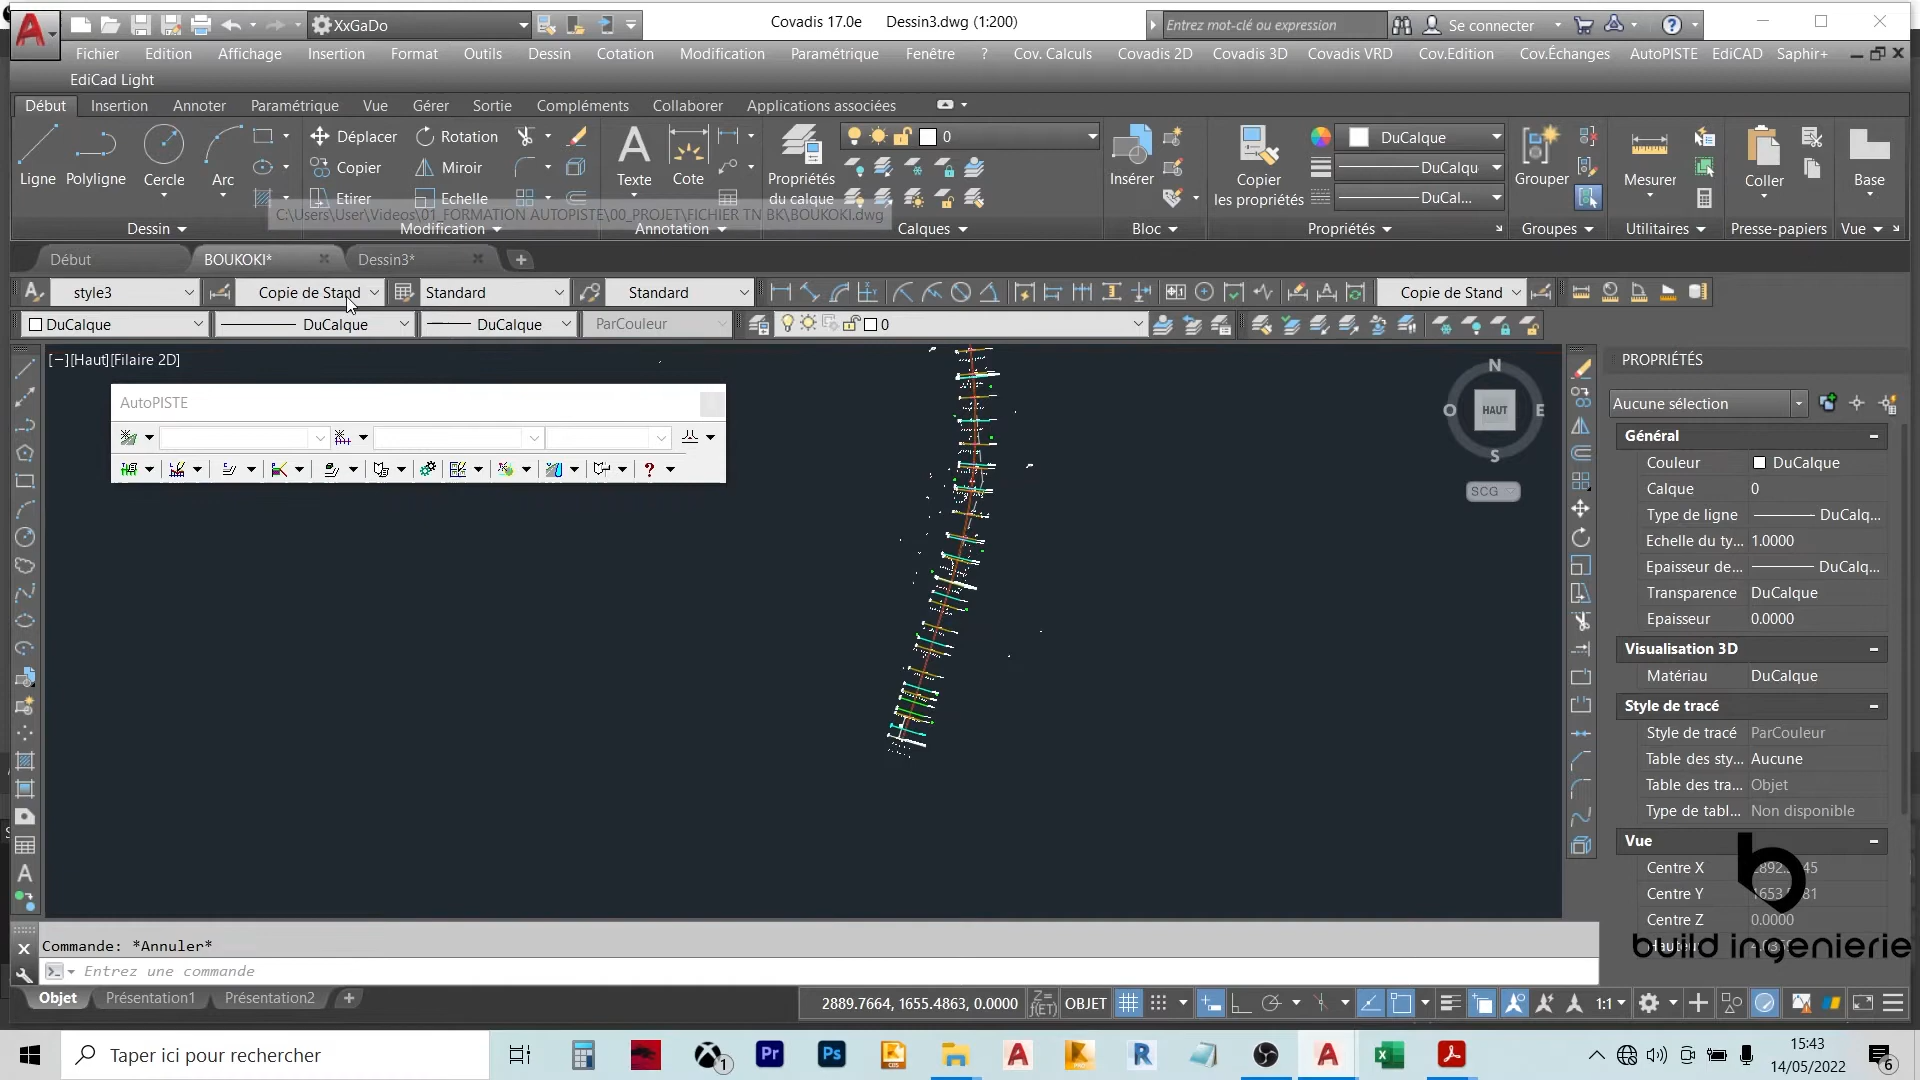 XxGaDo
Covadis 17.0e Dessin3.dwg (1:200)
Entrez mot-clé ou expression
Se connecter
Fichier Edition Affichage Insertion Format Outils Dessin Cotation Modification Paramétrique Fenêtre ? Cov. Calculs Covadis 2D Covadis 3D Covadis VRD Cov.Edition Cov.Échanges AutoPISTE EdiCAD Saphir+
EdiCad Light
Début Insertion Annoter Paramétrique Vue Gérer Sortie Compléments Collaborer Applications associées
Déplacer Rotation
0
DuCalque
Copier Miroir
DuCalqu
Ligne Polyligne Cercle Arc
Texte Cote
Propriétés
du calque
Insérer
Copier
les propriétés
Grouper Mesurer Coller Base
Etirer Echelle
DuCal...
C:\Users\User\Videos\01_FORMATION AUTOPISTE\00_PROJET\FICHIER TN BK\BOUKOKI.dwg
Dessin Modification Annotation Calques Bloc Propriétés Groupes Utilitaires Presse-papiers Vue
Début BOUKOKI* Dessin3*
style3 Copie de Stand Standard Standard Copie de Stand
DuCalque DuCalque DuCalque ParCouleur 0
[−][Haut][Filaire 2D]
AutoPISTE
N
O HAUT E
S
SCG
PROPRIÉTÉS
Aucune sélection
Général
Couleur DuCalque
Calque 0
Type de ligne DuCalq...
Echelle du ty... 1.0000
Epaisseur de... DuCalq...
Transparence DuCalque
Epaisseur 0.0000
Visualisation 3D
Matériau DuCalque
Style de tracé
Style de tracé ParCouleur
Table des sty... Aucune
Table des tra... Objet
Type de tabl... Non disponible
Vue
Centre X
Centre Y
Centre Z 0.0000
build ingenierie
Commande: *Annuler*
Entrez une commande
Objet Présentation1 Présentation2
2889.7664, 1655.4863, 0.0000 OBJET 1:1
Taper ici pour rechercher
1
Pr
Ps
R
15:43
14/05/2022
6